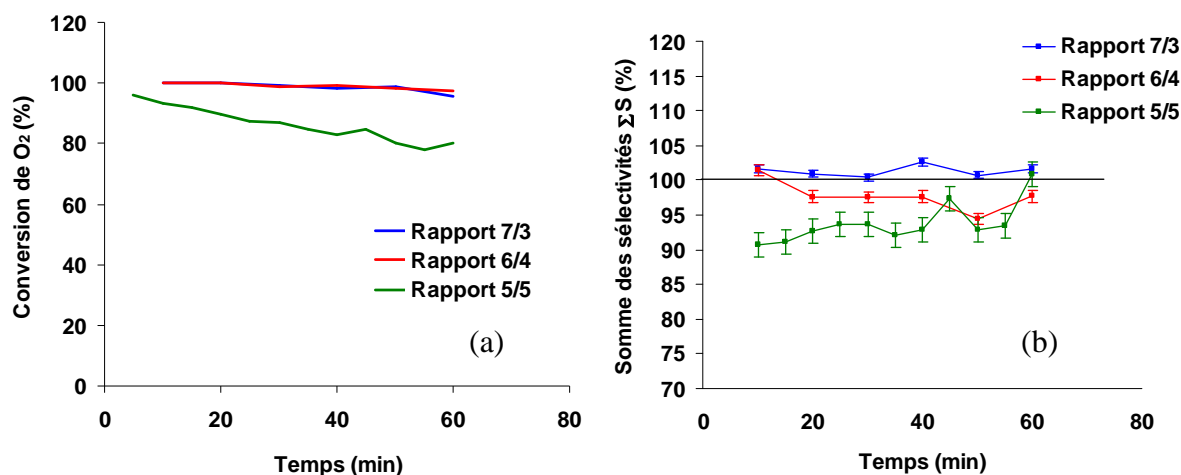 Conversion de O2 (%)
120
100
80
60
40
20
0
0 20 40 60 80
Temps (min)
Rapport 7/3
Rapport 6/4
Rapport 5/5
(a)
Somme des sélectivités ΣS (%)
120
115
110
105
100
95
90
85
80
75
70
0 20 40 60 80
Temps (min)
Rapport 7/3
Rapport 6/4
Rapport 5/5
(b)